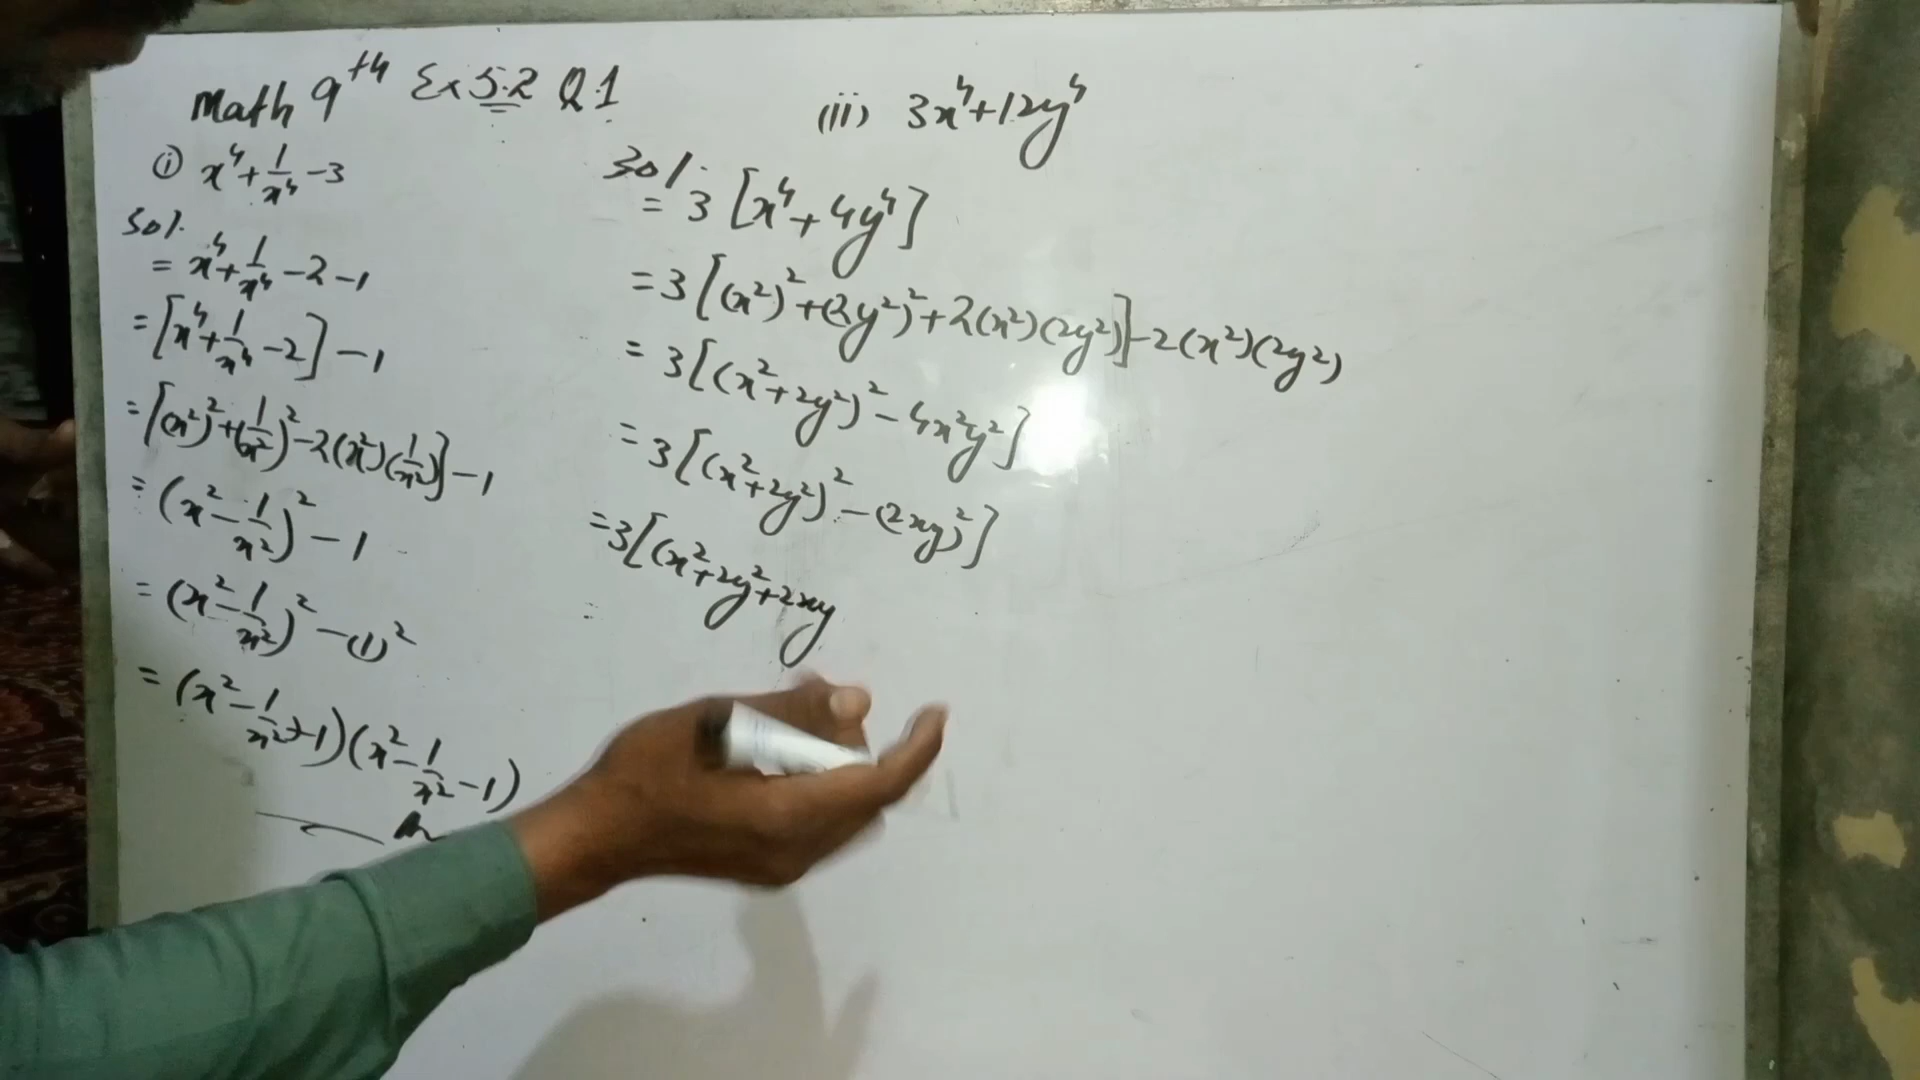 Math 9th Ex 5.2 Q.1
(i) x⁴ + 1/x⁴ - 3
Sol.
= x⁴ + 1/x⁴ - 2 - 1
= [x⁴ + 1/x⁴ - 2] - 1
= [(x²)² + (1/x²)² - 2(x²)(1/x²)] - 1
= (x² - 1/x²)² - 1
= (x² - 1/x²)² - (1)²
= (x² - 1/x² + 1)(x² - 1/x² - 1)
(ii) 3x⁴ + 12y⁴
Sol.
= 3[x⁴ + 4y⁴]
= 3[(x²)² + (2y²)² + 2(x²)(2y²)] - 2(x²)(2y²)
= 3[(x² + 2y²)² - 4x²y²]
= 3[(x² + 2y²)² - (2xy)²]
= 3[(x² + 2y² + 2xy
=